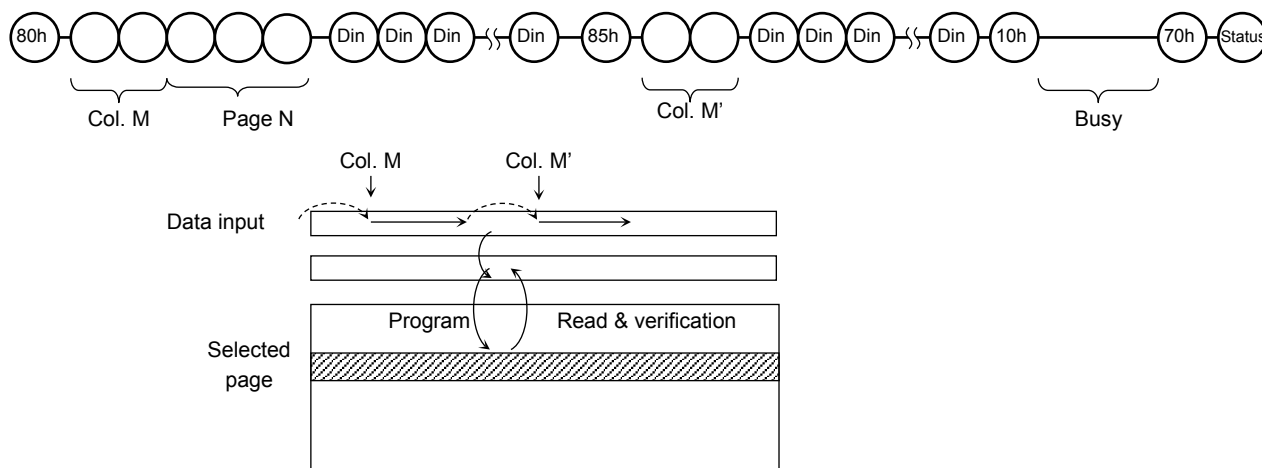 80h Din Din Din Din 85h Din Din Din Din 10h 70h Status
Col. M Page N Col. M’ Busy
Col. M Col. M’
Data input
Program Read & verification
Selected
page